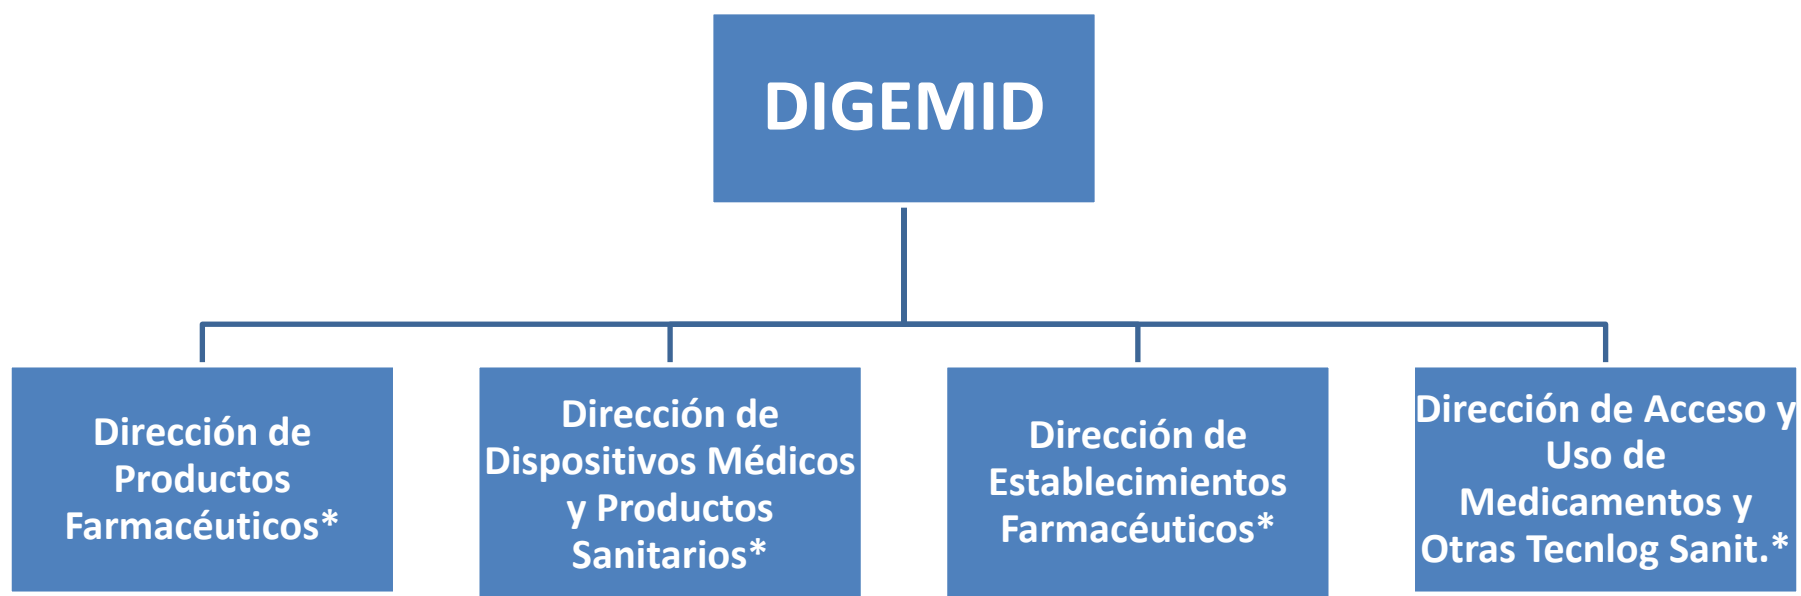 DIGEMID
Dirección de
Productos
Farmacéuticos*
Dirección de
Dispositivos Médicos
y Productos
Sanitarios*
Dirección de
Establecimientos
Farmacéuticos*
Dirección de Acceso y
Uso de
Medicamentos y
Otras Tecnlog Sanit.*